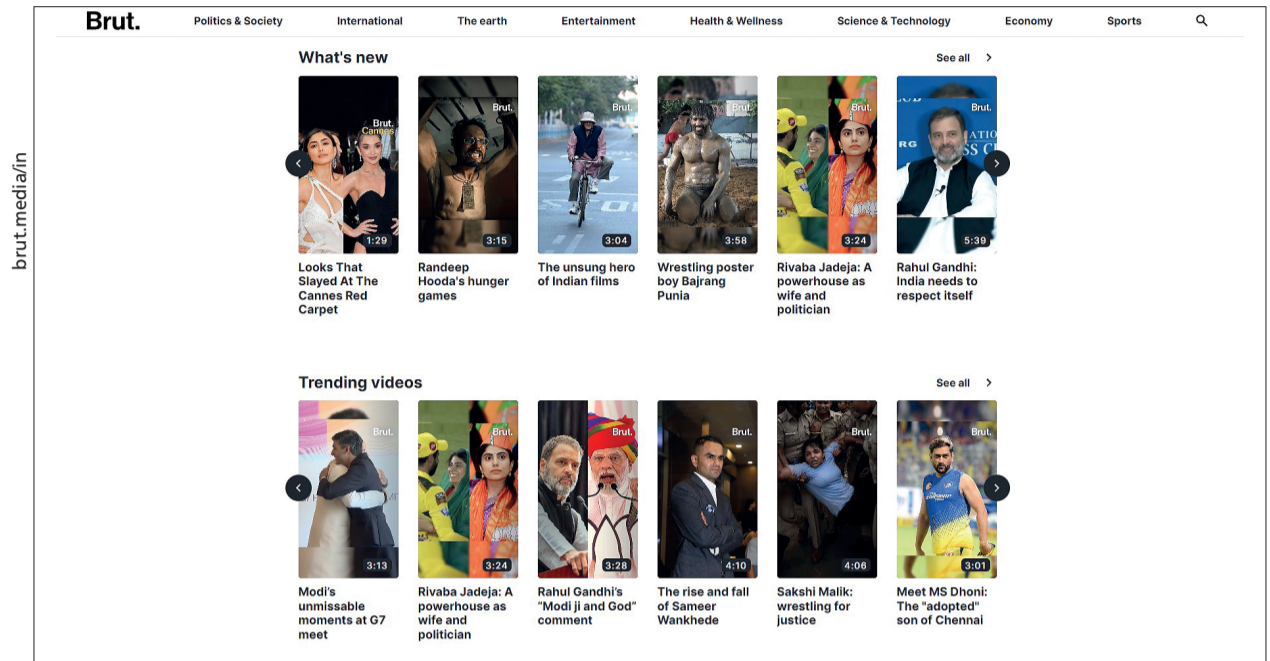 brut.media/in
Brut.
Politics & Society
International
The earth
Entertainment
Health & Wellness
Science & Technology
Economy
Sports
What's new
See all
Brut.
Cannes
1:29
Brut.
3:15
Brut.
3:04
Brut.
3:58
Brut.
3:24
Brut.
5:39
Looks That
Slayed At The
Cannes Red
Carpet
Randeep
Hooda's hunger
games
The unsung hero
of Indian films
Wrestling poster
boy Bajrang
Punia
Rivaba Jadeja: A
powerhouse as
wife and
politician
Rahul Gandhi:
India needs to
respect itself
Trending videos
See all
Brut.
3:13
Brut.
3:24
Brut.
3:28
Brut.
4:10
Brut.
4:06
Brut.
3:01
Modi's
unmissable
moments at G7
meet
Rivaba Jadeja: A
powerhouse as
wife and
politician
Rahul Gandhi's
“Modi ji and God”
comment
The rise and fall
of Sameer
Wankhede
Sakshi Malik:
wrestling for
justice
Meet MS Dhoni:
The "adopted"
son of Chennai